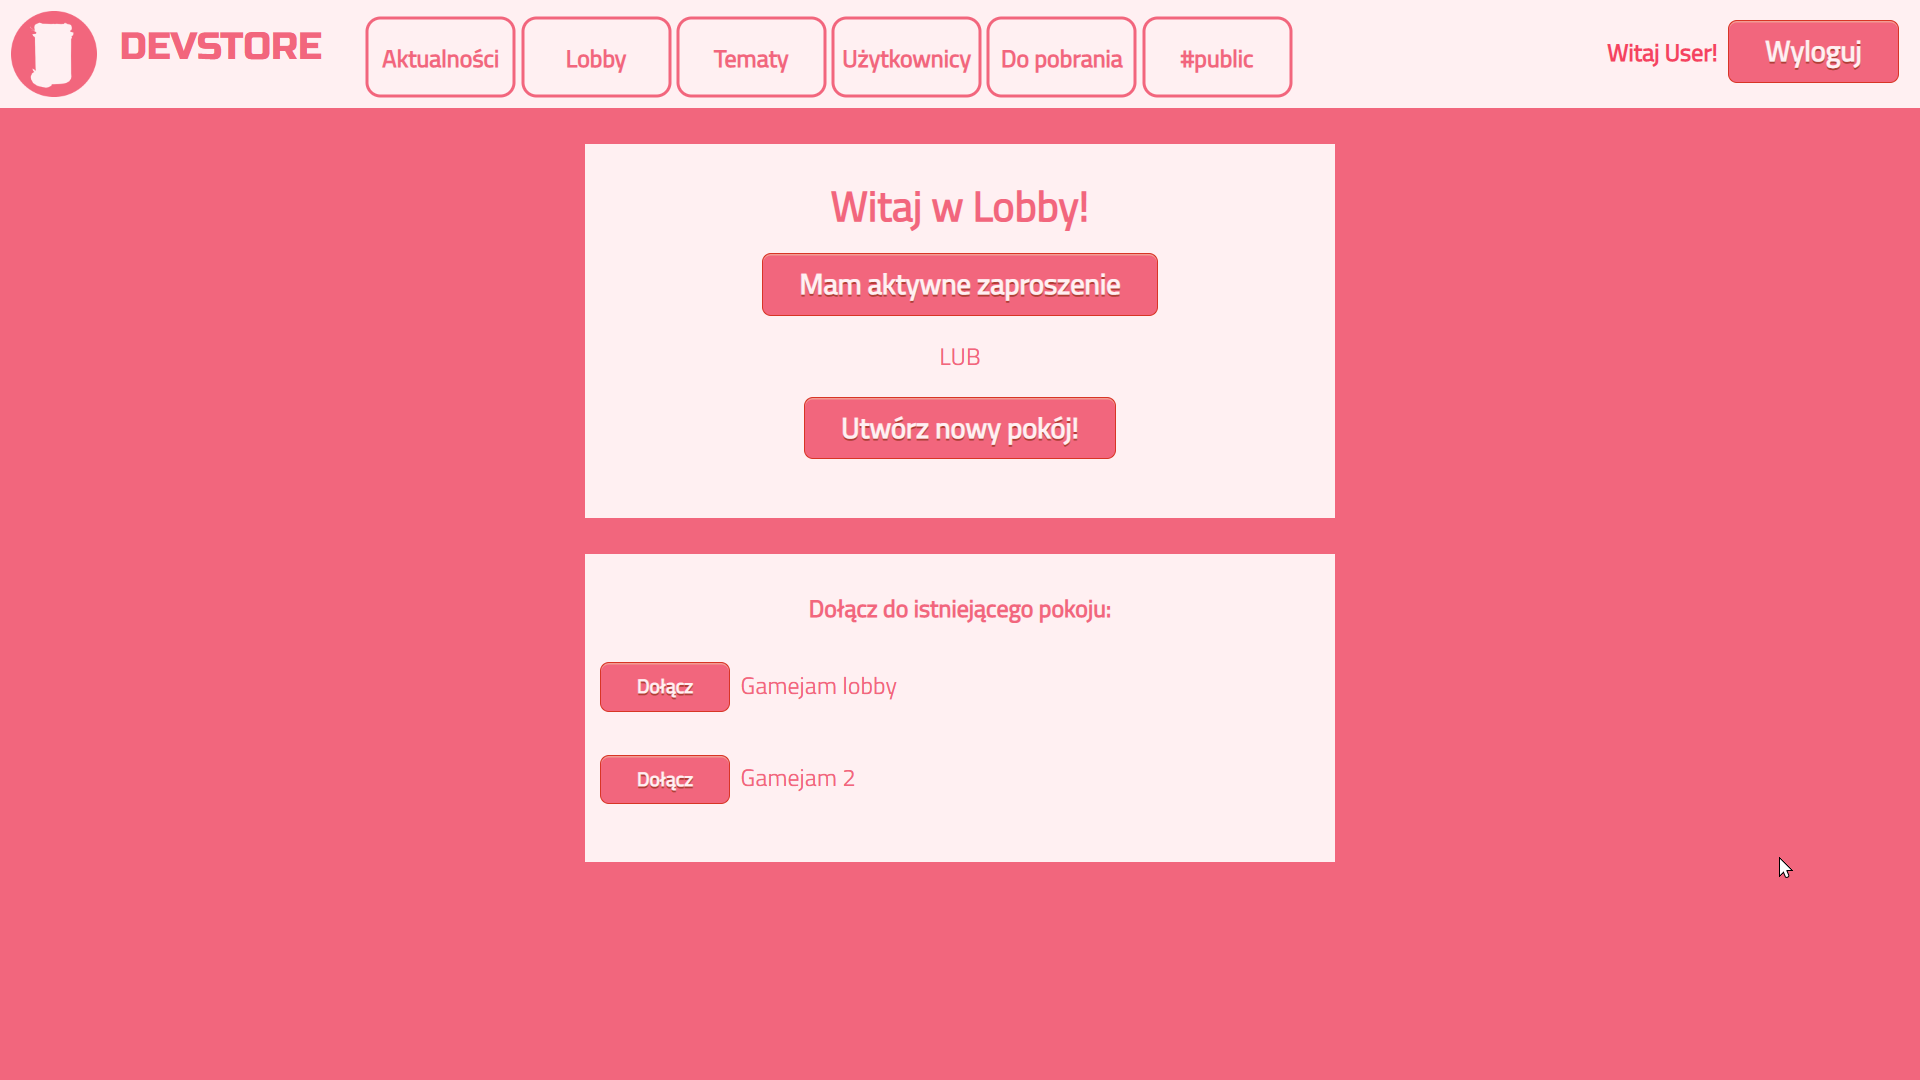 DEVSTORE
Aktualności
Lobby
Tematy
Użytkownicy
Do pobrania
#public
Witaj User!
Wyloguj
Witaj w Lobby!
Mam aktywne zaproszenie
LUB
Utwórz nowy pokój!
Dołącz do istniejącego pokoju:
Dołącz Gamejam lobby
Dołącz Gamejam 2